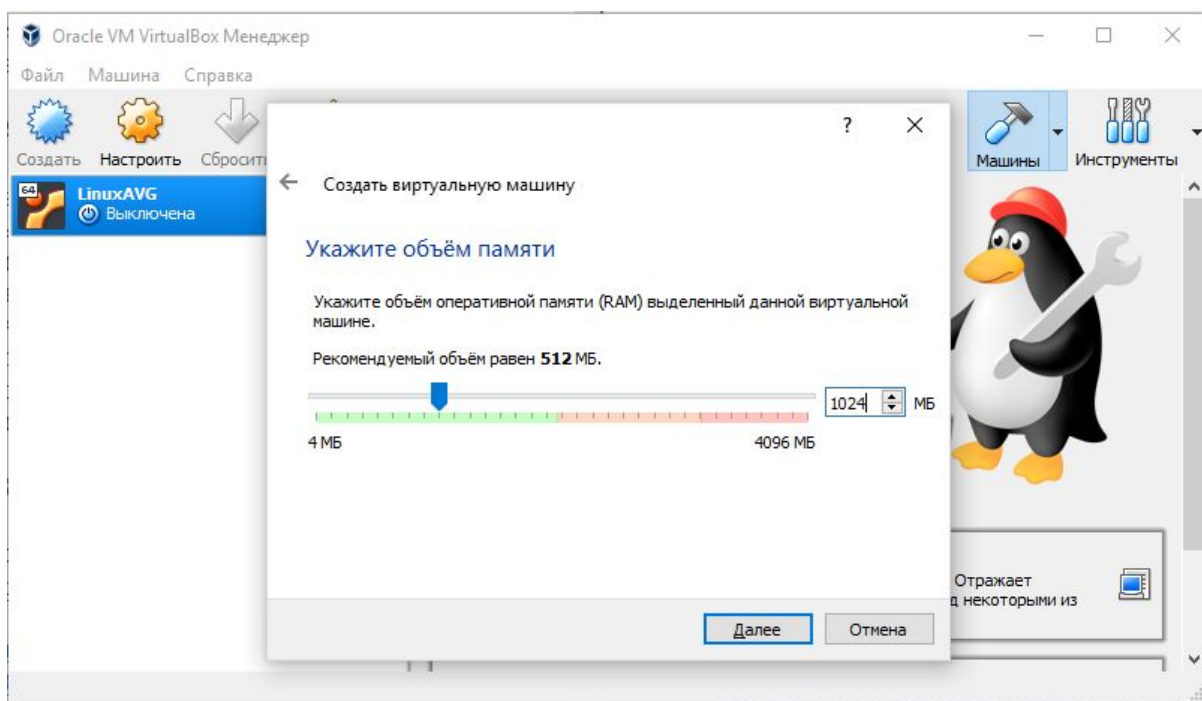 Oracle VM VirtualBox Менеджер
Файл Машина Справка
Создать Настроить Сбросить
Машины Инструменты
64
LinuxAVG
Выключена
?
Создать виртуальную машину
Укажите объём памяти
Укажите объём оперативной памяти (RAM) выделенный данной виртуальной
машине.
Рекомендуемый объём равен 512 МБ.
1024 МБ
4 МБ 4096 МБ
Отражает
некоторыми из
Далее Отмена